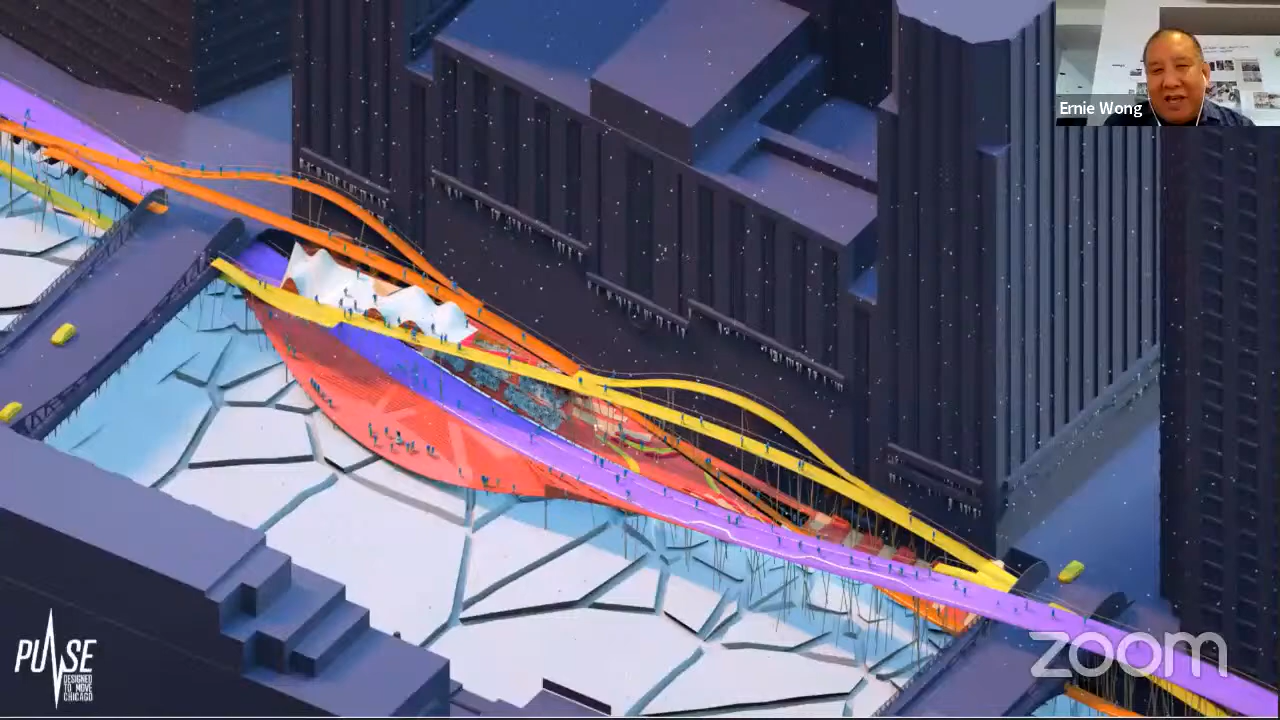 Ernie Wong
PULSE
DESIGNED
TO MOVE
CHICAGO
zoom